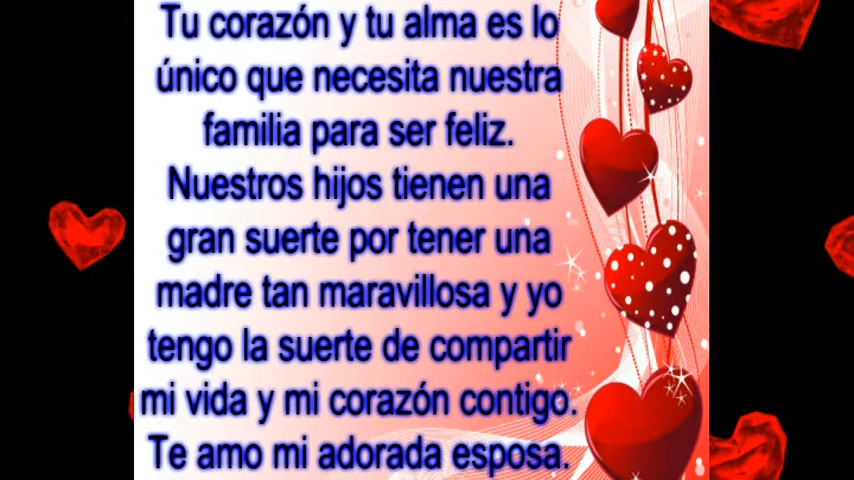 Tu corazón y tu alma es lo
único que necesita nuestra
familia para ser feliz.
Nuestros hijos tienen una
gran suerte por tener una
madre tan maravillosa y yo
tengo la suerte de compartir
mi vida y mi corazón contigo.
Te amo mi adorada esposa.